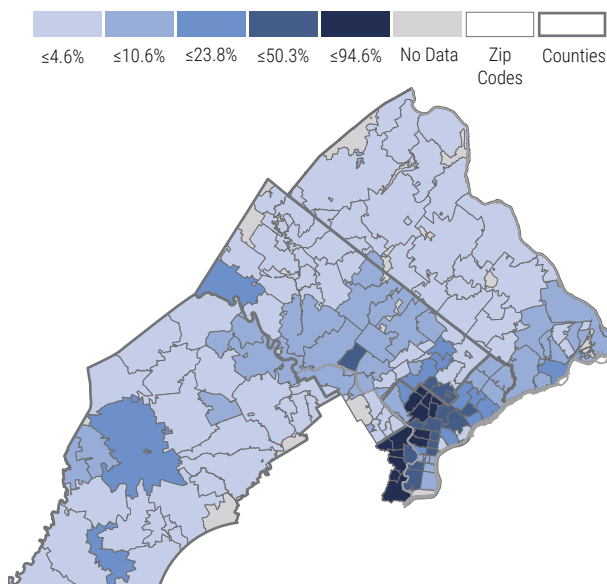 ≤4.6% ≤10.6% ≤23.8% ≤50.3% ≤94.6% No Data Zip Counties
Codes